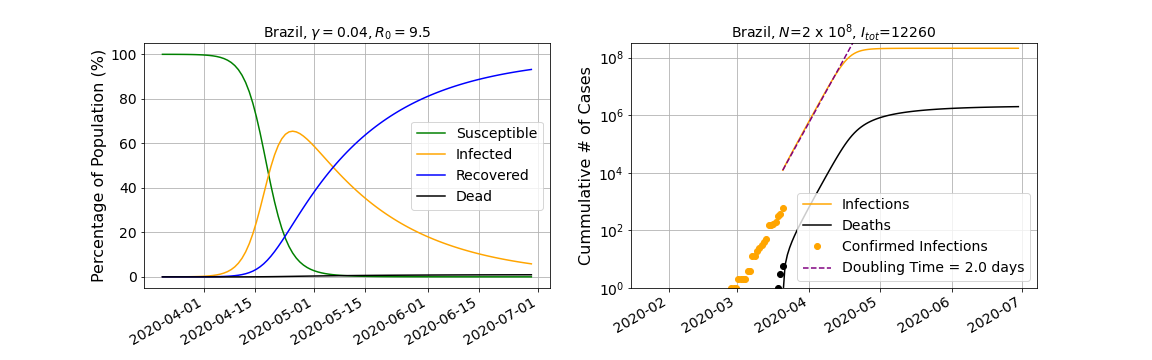 Brazil, γ = 0.04, R₀ = 9.5
Percentage of Population (%)
100
80
60
40
20
0
Susceptible
Infected
Recovered
Dead
2020-04-01
2020-04-15
2020-05-01
2020-05-15
2020-06-01
2020-06-15
2020-07-01
Brazil, N=2 x 10⁸, Iₜₒₜ=12260
Cummulative # of Cases
10⁸
10⁶
10⁴
10²
10⁰
Infections
Deaths
Confirmed Infections
Doubling Time = 2.0 days
2020-02
2020-03
2020-04
2020-05
2020-06
2020-07